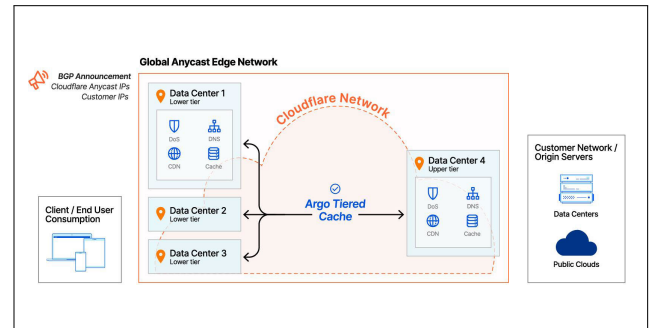 Global Anycast Edge Network
BGP Announcement
Cloudflare Anycast IPs
Customer IPs
Data Center 1
Lower tier
DoS
DNS
CDN
Cache
Cloudflare Network
Data Center 4
Upper tier
DoS
DNS
CDN
Cache
Customer Network /
Origin Servers
Data Centers
Public Clouds
Client / End User
Consumption
Data Center 2
Lower tier
Argo Tiered
Cache
Data Center 3
Lower tier